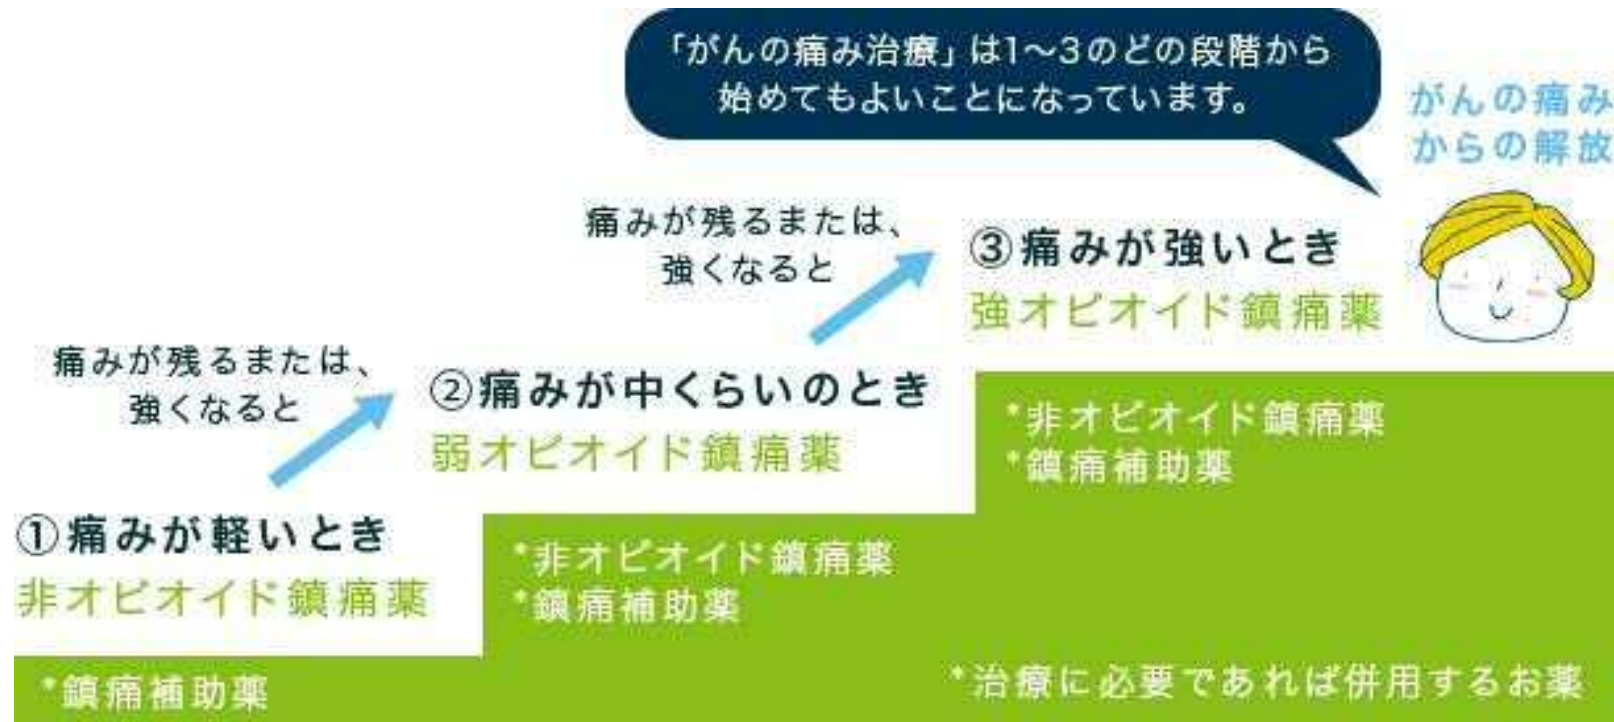 「がんの痛み治療」は1〜3のどの段階から
始めてもよいことになっています。
がんの痛み
からの解放
痛みが残るまたは、
強くなると
③痛みが強いとき
強オピオイド鎮痛薬
痛みが残るまたは、
強くなると
②痛みが中くらいのとき
弱オピオイド鎮痛薬
*非オピオイド鎮痛薬
*鎮痛補助薬
①痛みが軽いとき
非オピオイド鎮痛薬
*非オピオイド鎮痛薬
*鎮痛補助薬
*鎮痛補助薬
*治療に必要であれば併用するお薬